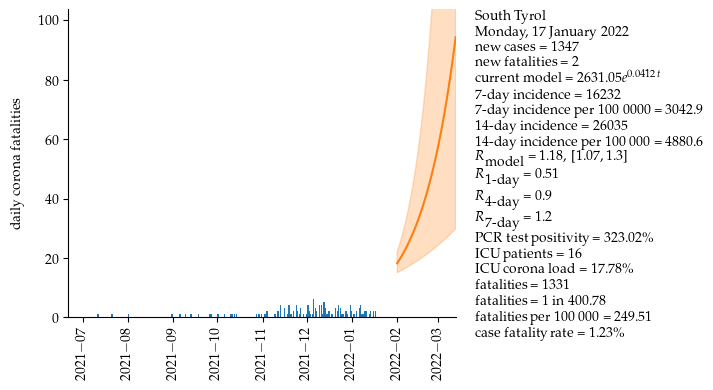 South Tyrol
Monday, 17 January 2022
new cases = 1347
new fatalities = 2
current model = 2631.05e^0.0412 t
7-day incidence = 16232
7-day incidence per 100 0000 = 3042.9
14-day incidence = 26035
14-day incidence per 100 000 = 4880.6
R_model = 1.18, [1.07, 1.3]
R_1-day = 0.51
R_4-day = 0.9
R_7-day = 1.2
PCR test positivity = 323.02%
ICU patients = 16
ICU corona load = 17.78%
fatalities = 1331
fatalities = 1 in 400.78
fatalities per 100 000 = 249.51
case fatality rate = 1.23%
daily corona fatalities
100
80
60
40
20
0
2021−07
2021−08
2021−09
2021−10
2021−11
2021−12
2022−01
2022−02
2022−03